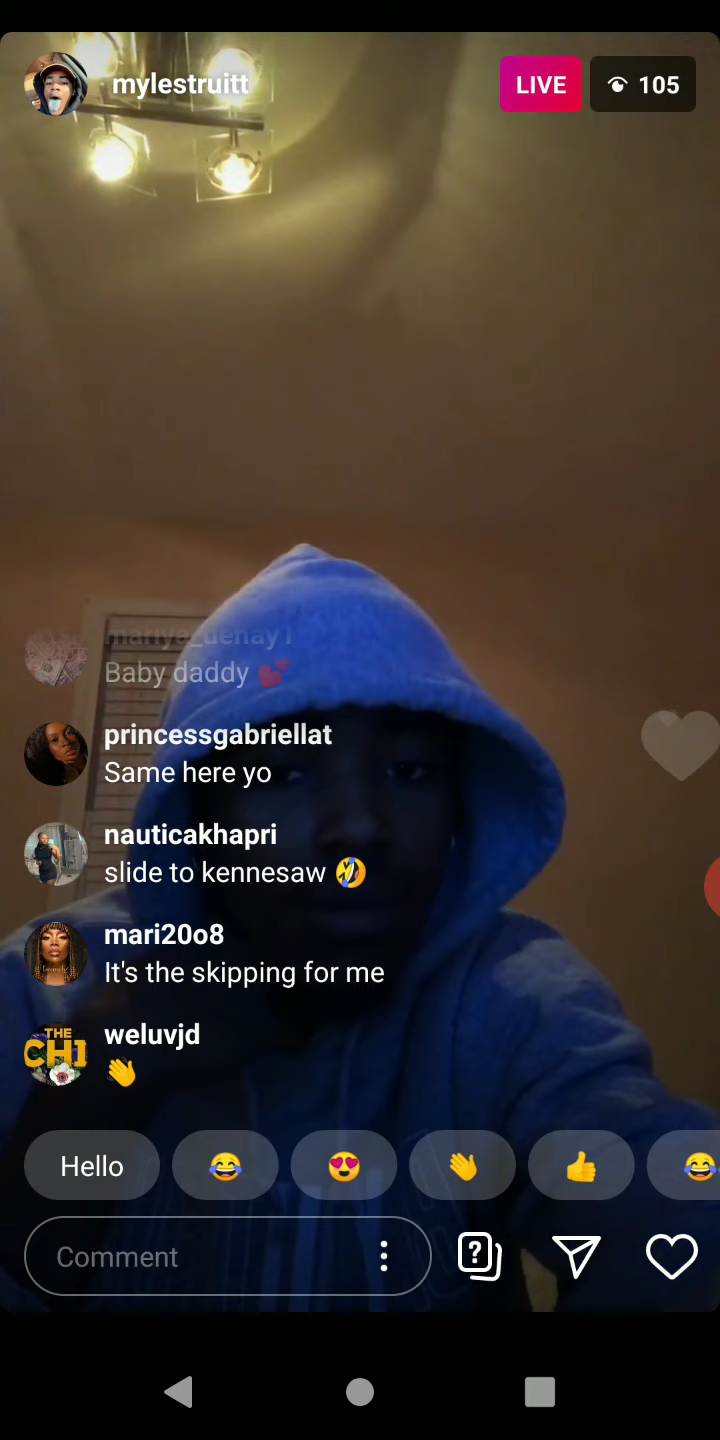 mylestruitt
LIVE
105
Baby daddy 💕
princessgabriellat
Same here yo
nauticakhapri
slide to kennesaw 🤣
mari20o8
It's the skipping for me
THE
CHI
weluvjd
👋
Hello
😂 😍 👋 👍 😂
Comment
?